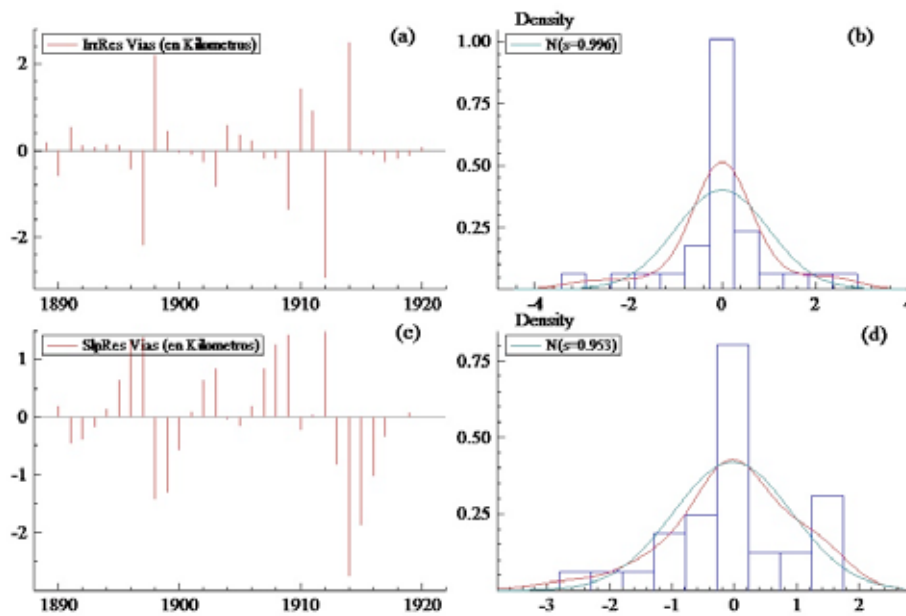 IrrRes Vias (en Kilometros)
(a)
2
0
-2
1890 1900 1910 1920
Density
N(s=0.996)
(b)
1.00
0.75
0.50
0.25
-4 -2 0 2 4
SlpRes Vias (en Kilometros)
(c)
1
0
-1
-2
1890 1900 1910 1920
Density
N(s=0.953)
(d)
0.75
0.50
0.25
-3 -2 -1 0 1 2